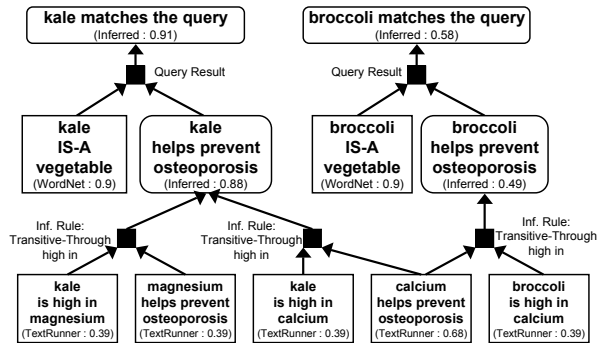 kale matches the query
(Inferred : 0.91)
broccoli matches the query
(Inferred : 0.58)
Query Result
Query Result
kale
IS-A
vegetable
(WordNet : 0.9)
kale
helps prevent
osteoporosis
(Inferred : 0.88)
broccoli
IS-A
vegetable
(WordNet : 0.9)
broccoli
helps prevent
osteoporosis
(Inferred : 0.49)
Inf. Rule:
Transitive-Through
high in
Inf. Rule:
Transitive-Through
high in
Inf. Rule:
Transitive-Through
high in
kale
is high in
magnesium
(TextRunner : 0.39)
magnesium
helps prevent
osteoporosis
(TextRunner : 0.39)
kale
is high in
calcium
(TextRunner : 0.39)
calcium
helps prevent
osteoporosis
(TextRunner : 0.68)
broccoli
is high in
calcium
(TextRunner : 0.39)